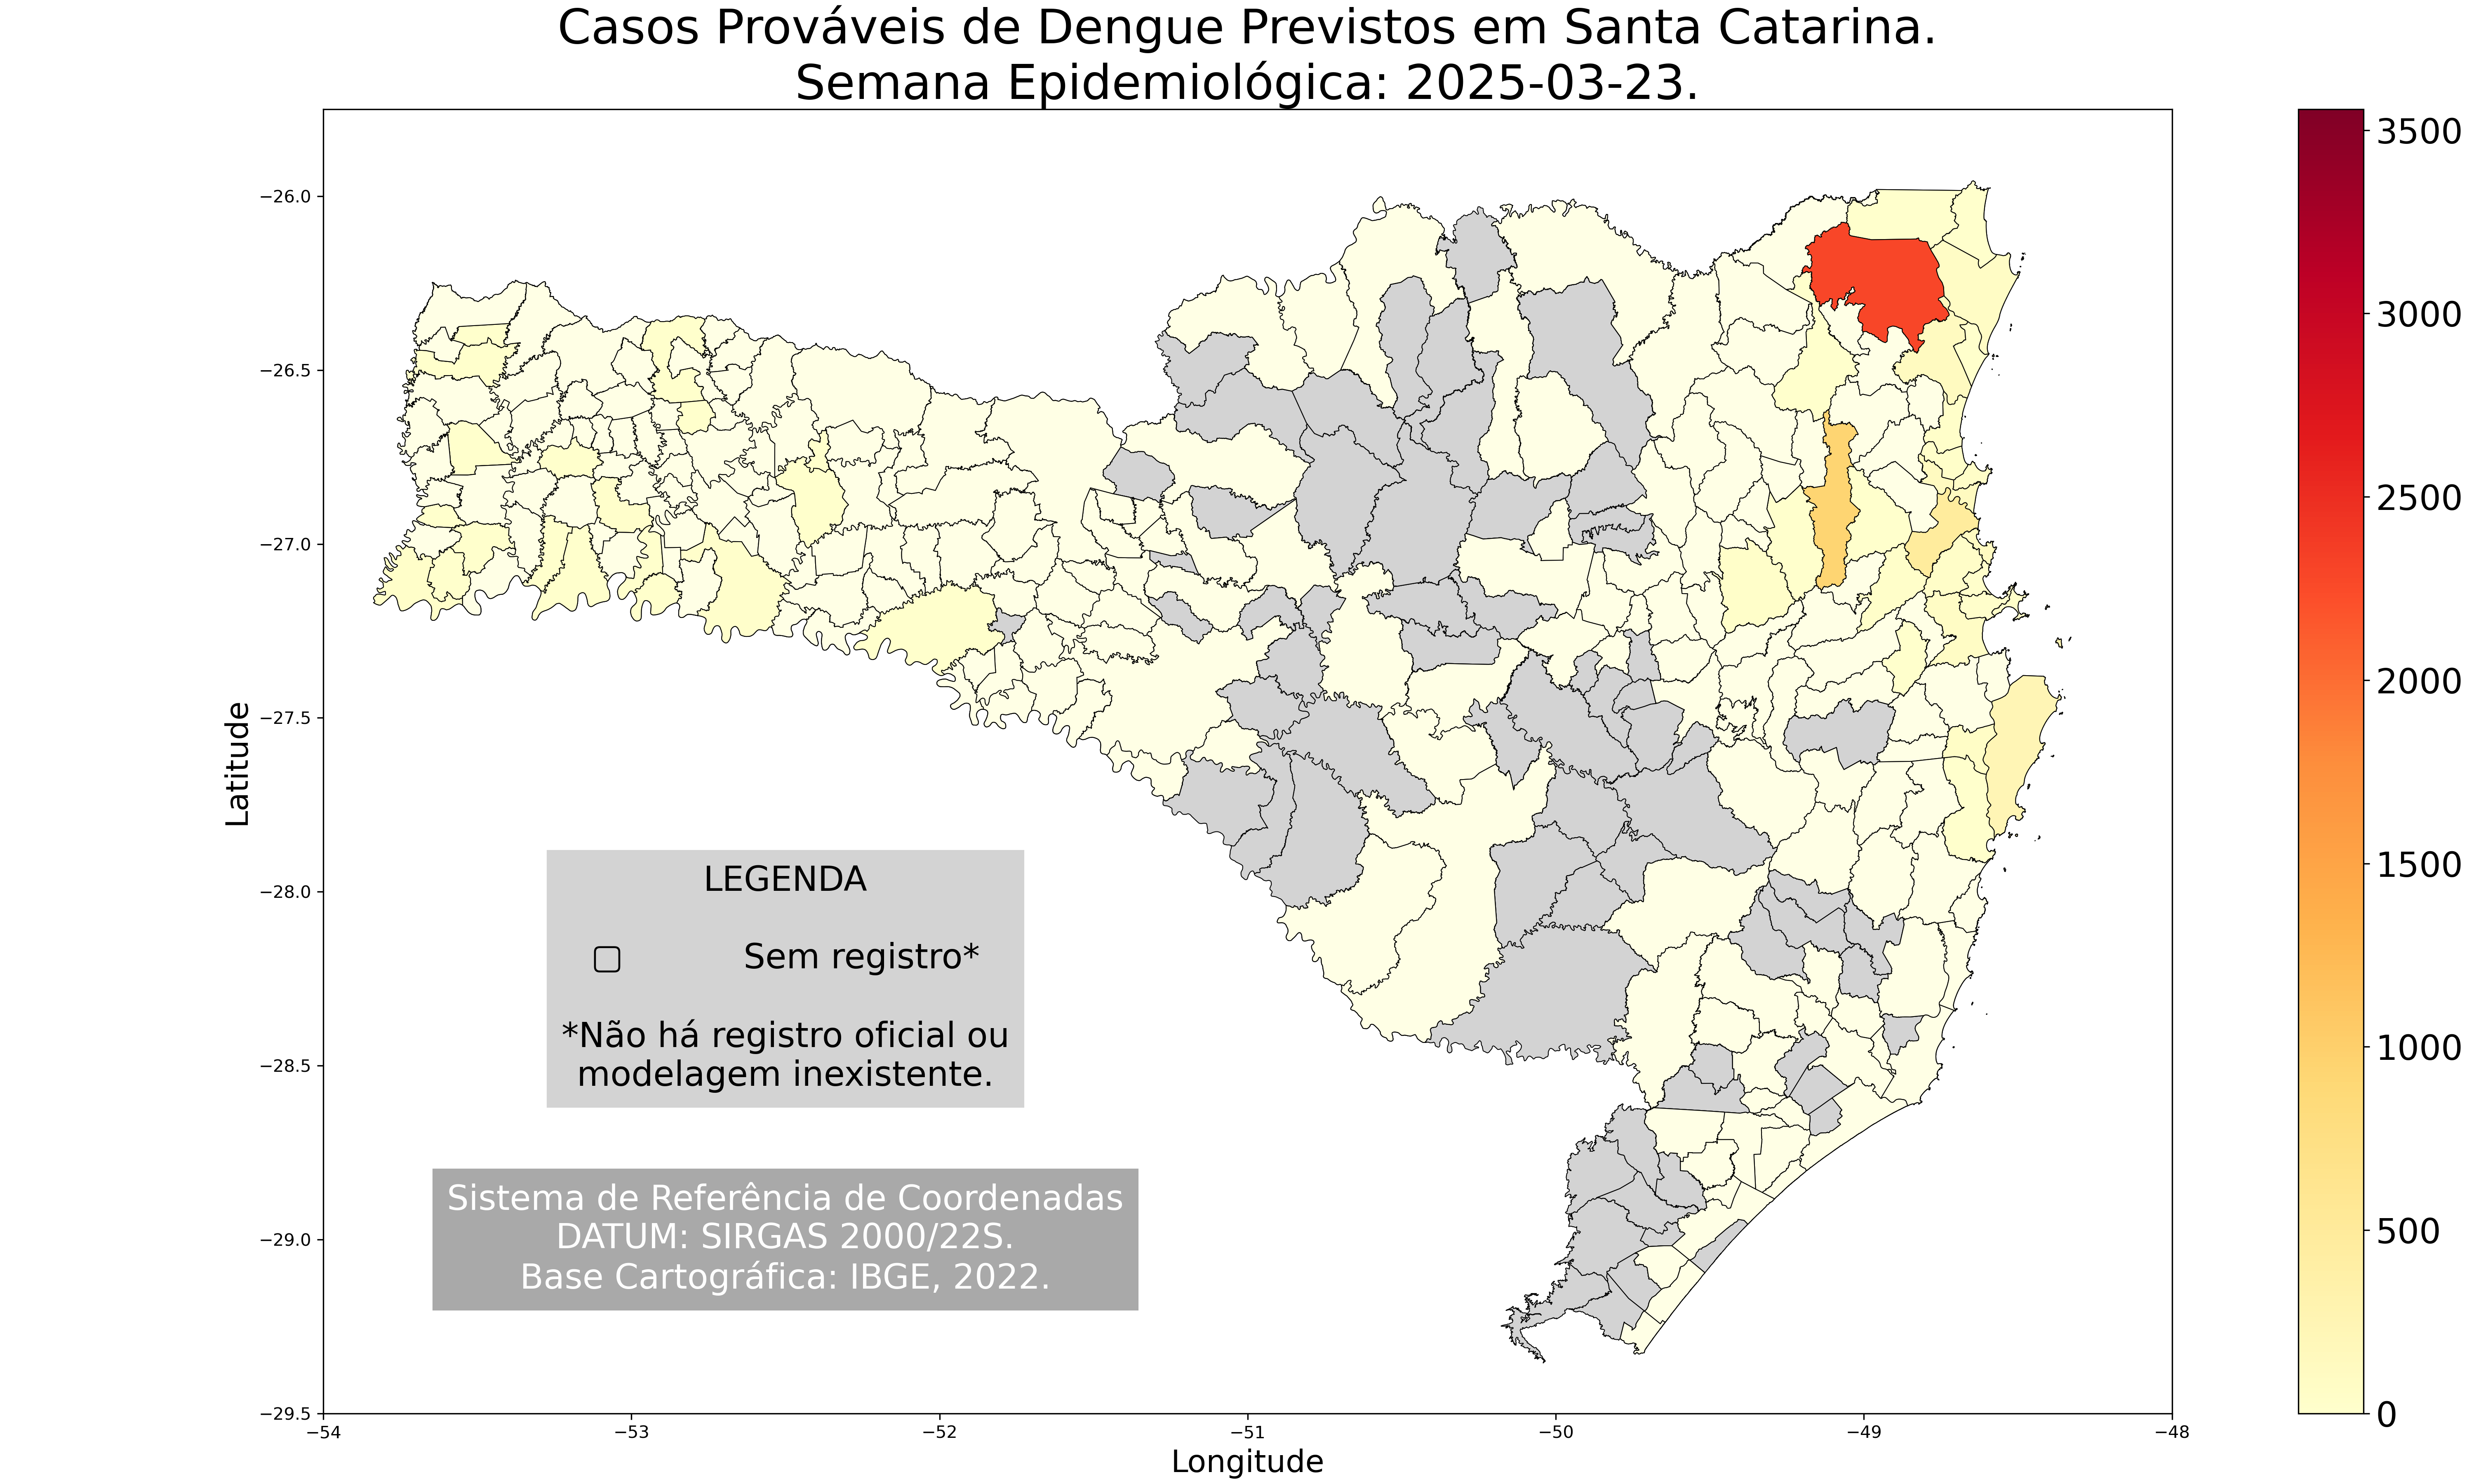 Casos Prováveis de Dengue Previstos em Santa Catarina.
Semana Epidemiológica: 2025-03-23.
−26.0
−26.5
−27.0
−27.5
−28.0
−28.5
−29.0
−29.5
Latitude
−54
−53
−52
−51
−50
−49
−48
Longitude
LEGENDA
▢ Sem registro*
*Não há registro oficial ou
modelagem inexistente.
Sistema de Referência de Coordenadas
DATUM: SIRGAS 2000/22S.
Base Cartográfica: IBGE, 2022.
3500
3000
2500
2000
1500
1000
500
0